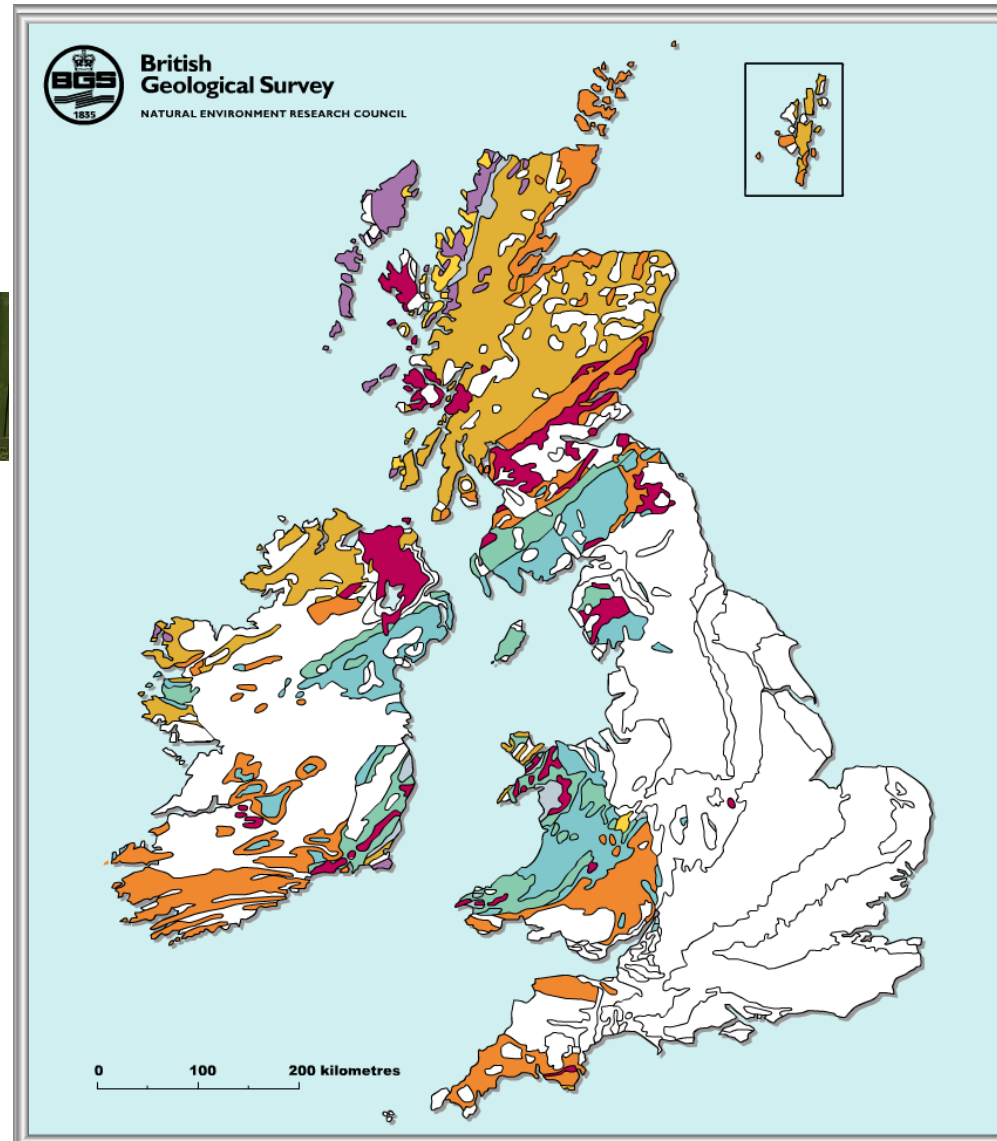 British
Geological Survey
NATURAL ENVIRONMENT RESEARCH COUNCIL
BGS
1835
0 100 200 kilometres